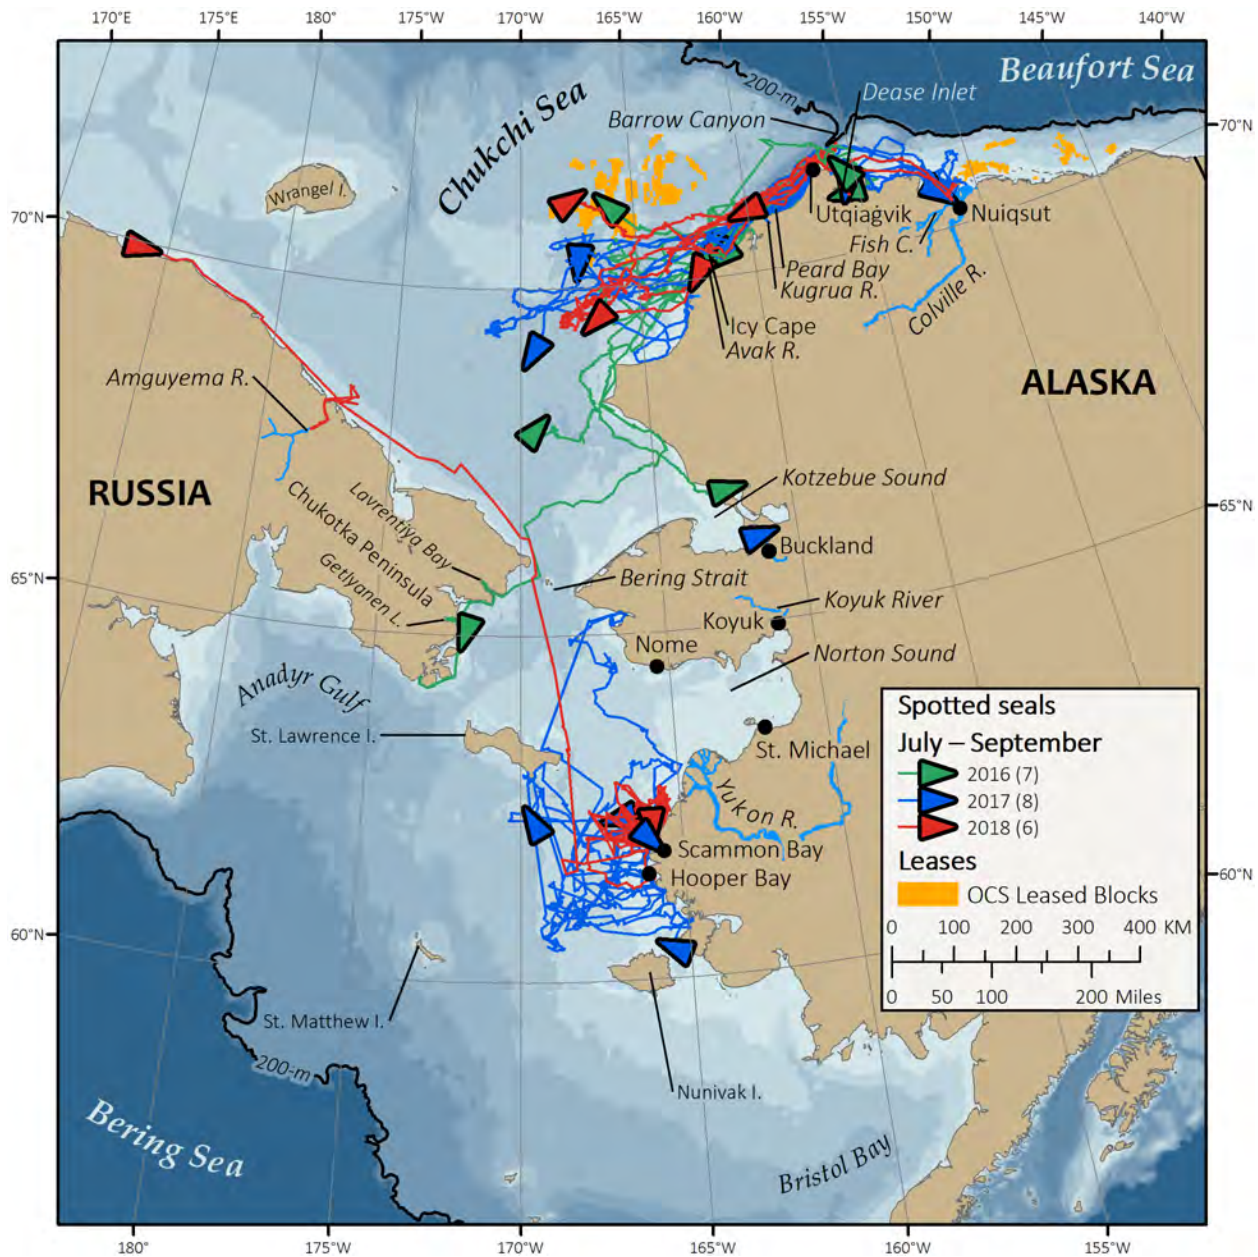 170°E 175°E 180° 175°W 170°W 165°W 160°W 155°W 150°W 145°W 140°W
Beaufort Sea
200-m
Dease Inlet
Barrow Canyon
Chukchi Sea
70°N
Wrangel I.
70°N
Utqiaġvik
Nuiqsut
Fish C.
Peard Bay
Kugrua R.
Colville R.
Icy Cape
Avak R.
Amguyema R.
ALASKA
RUSSIA
Kotzebue Sound
65°N
Lavrentiya Bay
Chukotka Peninsula
Getlyanen L.
Buckland
65°N
Bering Strait
Koyuk River
Koyuk
Nome
Norton Sound
Anadyr Gulf
St. Lawrence I.
St. Michael
Yukon R.
Scammon Bay
Hooper Bay
60°N
60°N
Spotted seals
July – September
2016 (7)
2017 (8)
2018 (6)
Leases
OCS Leased Blocks
0 100 200 300 400 KM
0 50 100 200 Miles
St. Matthew I.
200-m
Nunivak I.
Bering Sea
Bristol Bay
180° 175°W 170°W 165°W 160°W 155°W